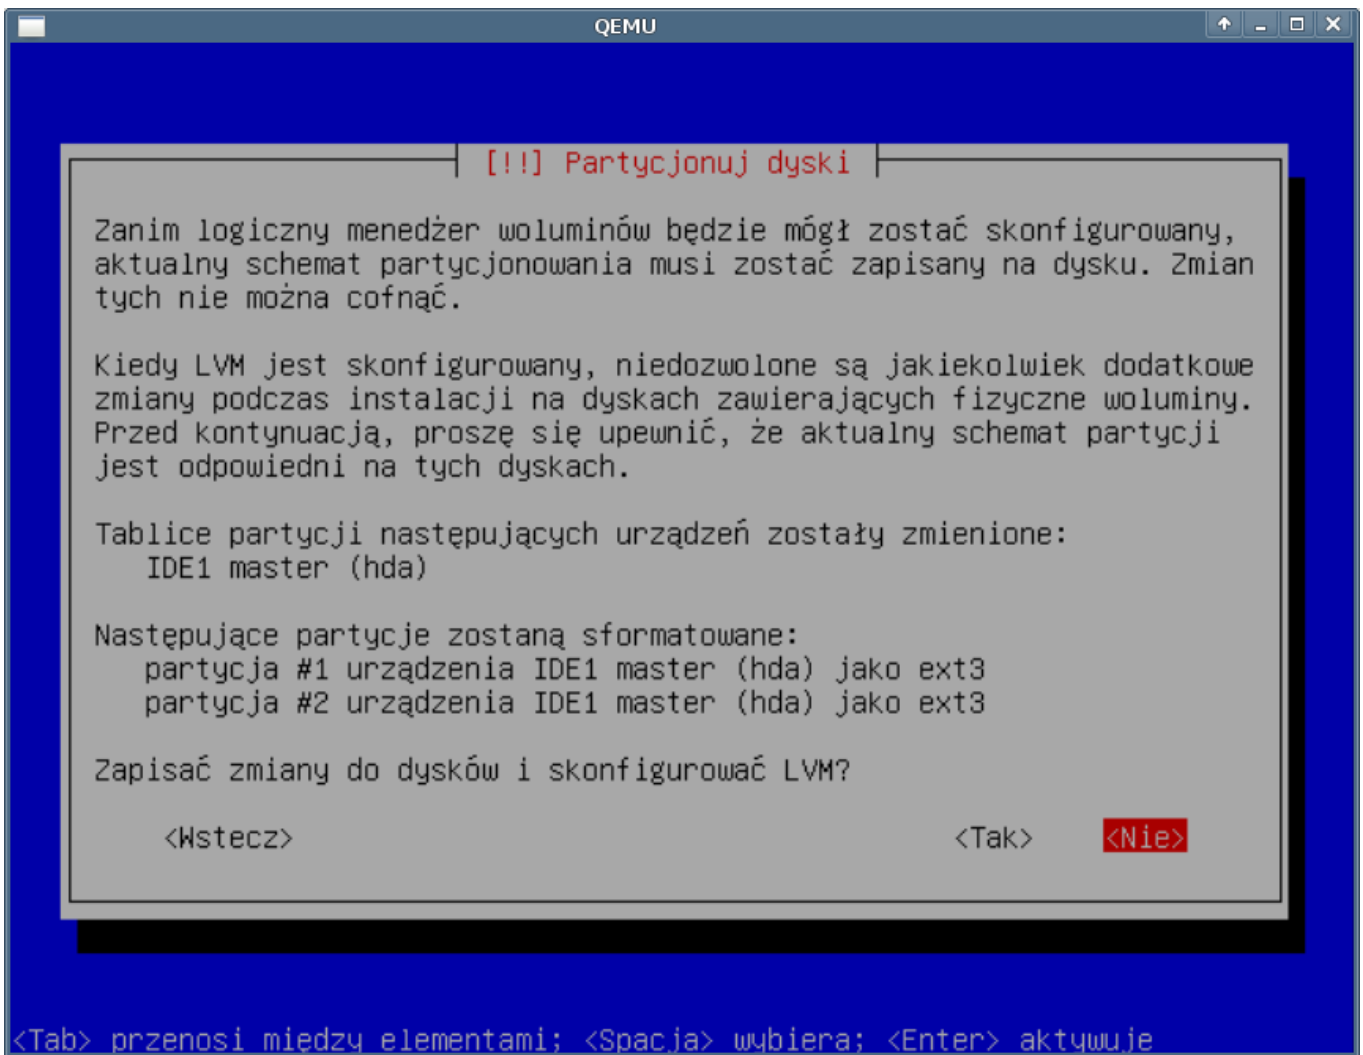 QEMU
[!!] Partycjonuj dyski
Zanim logiczny menedżer woluminów będzie mógł zostać skonfigurowany,
aktualny schemat partycjonowania musi zostać zapisany na dysku. Zmian
tych nie można cofnąć.
Kiedy LVM jest skonfigurowany, niedozwolone są jakiekolwiek dodatkowe
zmiany podczas instalacji na dyskach zawierających fizyczne woluminy.
Przed kontynuacją, proszę się upewnić, że aktualny schemat partycji
jest odpowiedni na tych dyskach.
Tablice partycji następujących urządzeń zostały zmienione:
IDE1 master (hda)
Następujące partycje zostaną sformatowane:
partycja #1 urządzenia IDE1 master (hda) jako ext3
partycja #2 urządzenia IDE1 master (hda) jako ext3
Zapisać zmiany do dysków i skonfigurować LVM?
<Wstecz> <Tak> <Nie>
<Tab> przenosi między elementami; <Spacja> wybiera; <Enter> aktywuje